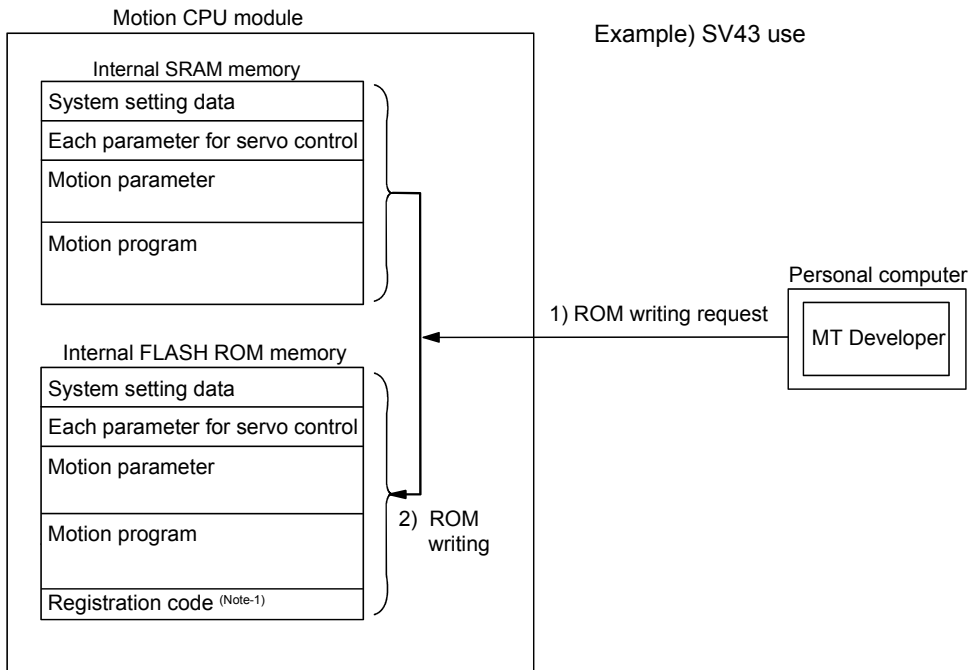 Motion CPU module
Example) SV43 use
Internal SRAM memory
System setting data
Each parameter for servo control
Motion parameter
Motion program
Personal computer
MT Developer
1) ROM writing request
Internal FLASH ROM memory
System setting data
Each parameter for servo control
Motion parameter
Motion program
Registration code (Note-1)
2) ROM
writing